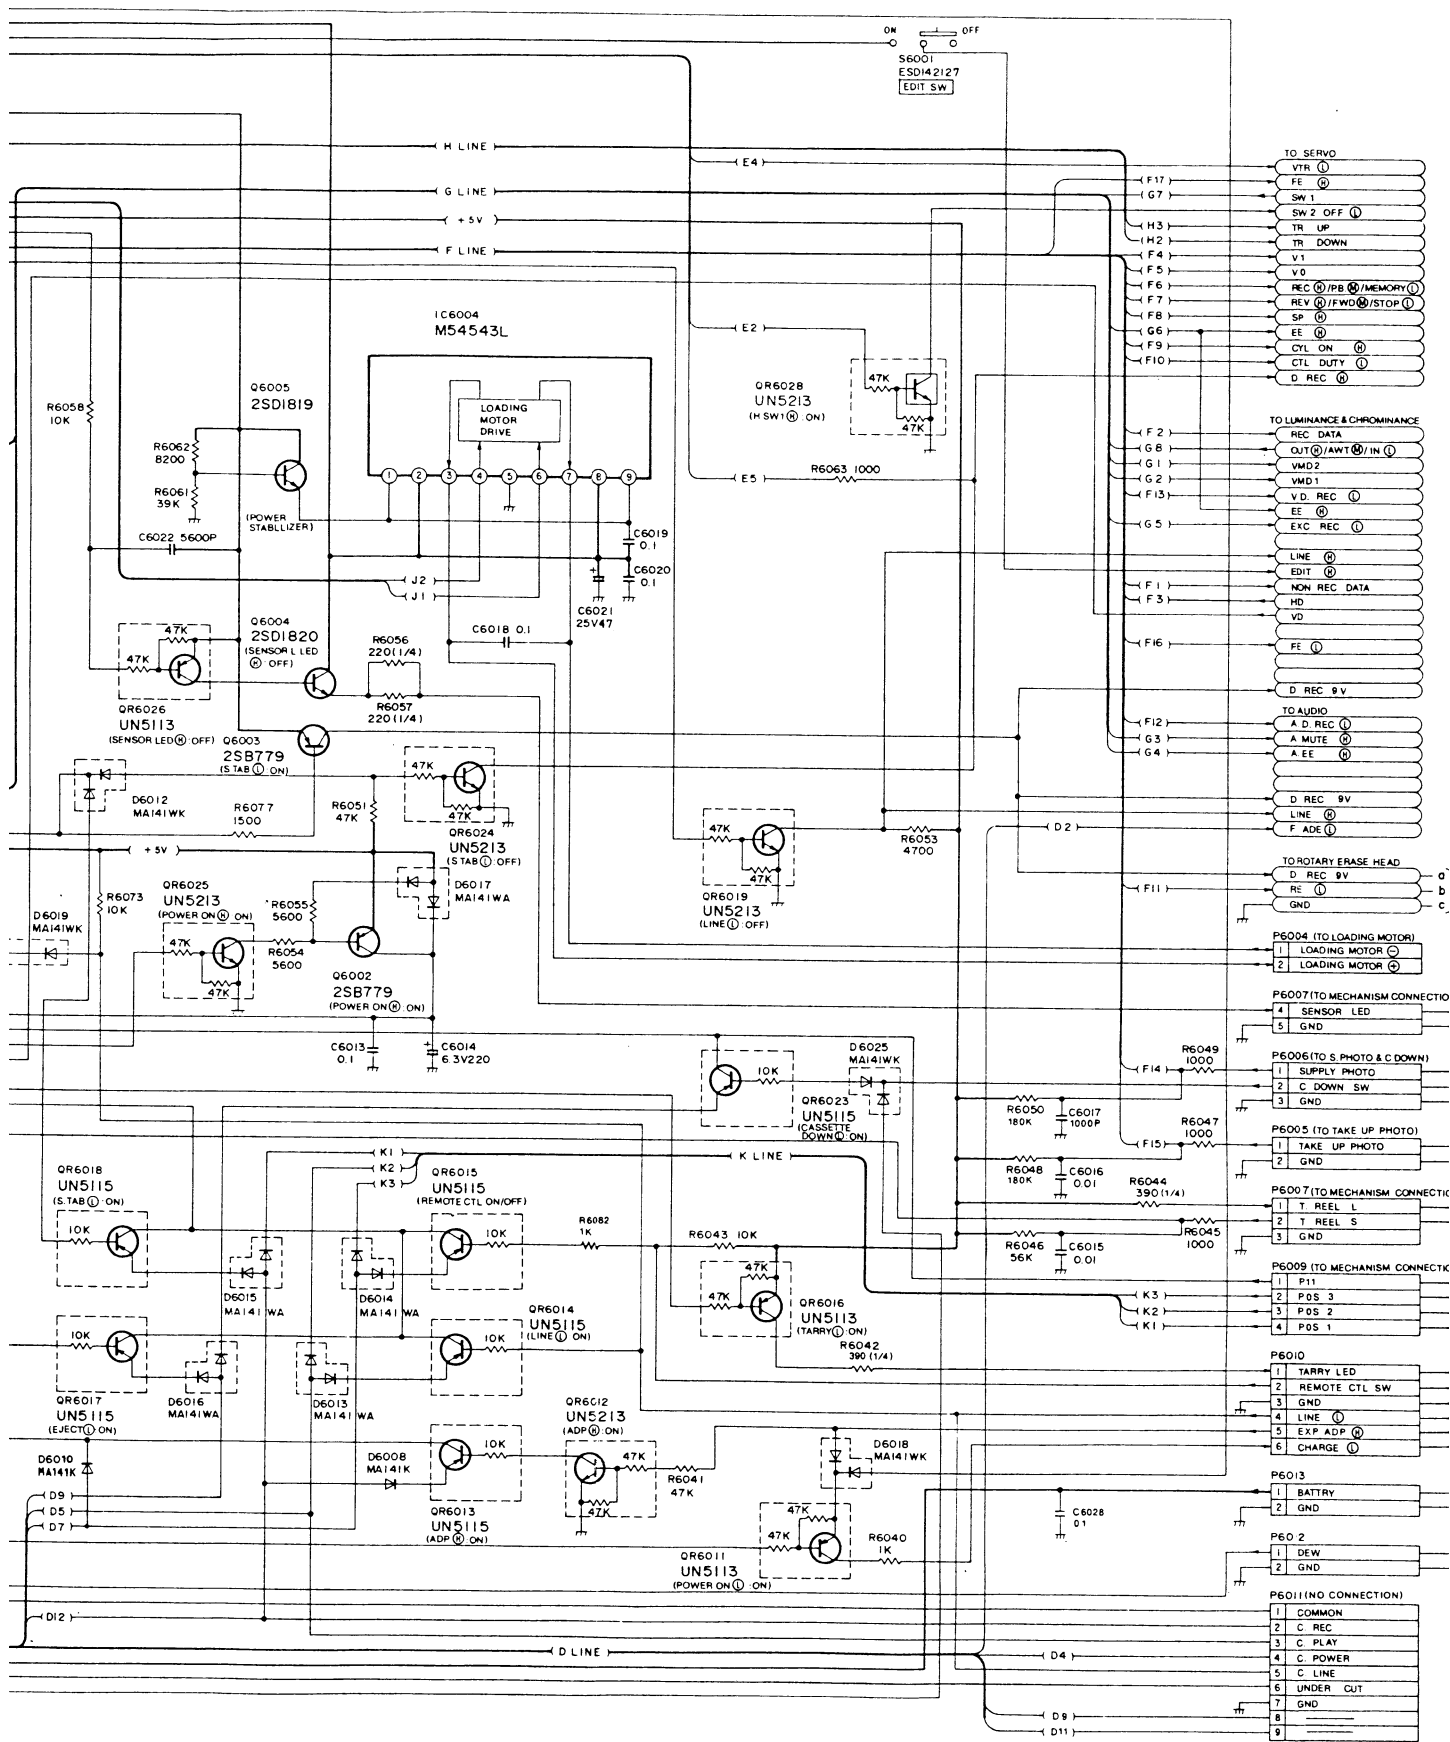 ON OFF
S6001
ESD142127
EDIT SW
H LINE
E4
G LINE
+5V
F LINE
TO SERVO
VTR Ⓛ
F17 FE Ⓗ
G7 SW 1
SW 2 OFF Ⓛ
H3 TR UP
H2 TR DOWN
F4 V1
F5 V0
F6 REC Ⓗ/PB Ⓜ/MEMORY Ⓛ
F7 REV Ⓗ/FWD Ⓜ/STOP Ⓛ
F8 SP Ⓗ
G6 EE Ⓗ
F9 CYL ON Ⓗ
F10 CTL DUTY Ⓛ
D REC Ⓗ
IC6004
M54543L
LOADING
MOTOR
DRIVE
1 2 3 4 5 6 7 8 9
E2
QR6028
UN5213
(H SW1 Ⓗ:ON)
47K
47K
R6058
10K
Q6005
2SD1819
R6062
8200
R6061
39K
(POWER
STABLLIZER)
C6022 5600P
E5
R6063 1000
C6019
0.1
C6020
0.1
C6021
25V47
J2
J1
C6018 0.1
TO LUMINANCE & CHROMINANCE
F2 REC DATA
G8 OUT Ⓗ/AWT Ⓜ/IN Ⓛ
G1 VMD2
G2 VMD1
F13 V D. REC Ⓛ
EE Ⓗ
G5 EXC REC Ⓛ
LINE Ⓗ
EDIT Ⓗ
F1 NON REC DATA
F3 HD
VD
F16 FE Ⓛ
D REC 9V
TO AUDIO
F12 A.D. REC Ⓛ
G3 A MUTE Ⓗ
G4 A.EE Ⓗ
D REC 9V
LINE Ⓗ
D2 F ADE Ⓛ
47K
47K
QR6026
UN5113
(SENSOR LED Ⓗ:OFF)
Q6004
2SD1820
(SENSOR L LED
Ⓗ:OFF)
R6056
220(1/4)
R6057
220(1/4)
Q6003
2SB779
(S TAB Ⓛ:ON)
D6012
MA141WK
R6077
1500
R6051
47K
47K
47K
QR6024
UN5213
(S TAB Ⓛ:OFF)
47K
47K
QR6019
UN5213
(LINE Ⓛ:OFF)
R6053
4700
+5V
R6073
10K
QR6025
UN5213
(POWER ON Ⓗ:ON)
47K
47K
D6019
MA141WK
R6055
5600
R6054
5600
D6017
MA141WA
Q6002
2SB779
(POWER ON Ⓗ:ON)
TO ROTARY ERASE HEAD
D REC 9V a
F11 RE Ⓛ b
GND c
P6004 (TO LOADING MOTOR)
1 LOADING MOTOR ⊖
2 LOADING MOTOR ⊕
P6007 (TO MECHANISM CONNECTIO
4 SENSOR LED
5 GND
C6013
0.1
C6014
6.3V220
10K
QR6023
UN5115
(CASSETTE
DOWN Ⓛ:ON)
D6025
MA141WK
F14
R6049
1000
R6050
180K
C6017
1000P
P6006 (TO S. PHOTO & C DOWN)
1 SUPPLY PHOTO
2 C DOWN SW
3 GND
F15
R6047
1000
R6048
180K
C6016
0.01
P6005 (TO TAKE UP PHOTO)
1 TAKE UP PHOTO
2 GND
R6044
390 (1/4)
R6045
1000
R6046
56K
C6015
0.01
P6007 (TO MECHANISM CONNECTIO
1 T. REEL L
2 T REEL S
3 GND
K1
K2
K3
K LINE
QR6018
UN5115
(S.TAB Ⓛ:ON)
10K
D6015
MA141WA
D6014
MA141WA
QR6015
UN5115
(REMOTE CTL ON/OFF)
10K
R6082
1K
R6043 10K
47K
47K
QR6016
UN5113
(TARRY Ⓛ:ON)
R6042
390 (1/4)
P6009 (TO MECHANISM CONNECTIO
1 P11
K3 2 POS 3
K2 3 POS 2
K1 4 POS 1
10K
QR6017
UN5115
(EJECT Ⓛ:ON)
D6016
MA141WA
D6013
MA141WA
QR6014
UN5115
(LINE Ⓛ:ON)
10K
P6010
1 TARRY LED
2 REMOTE CTL SW
3 GND
4 LINE Ⓛ
5 EXP ADP Ⓗ
6 CHARGE Ⓛ
D6010
MA141K
D9
D5
D7
D6008
MA141K
10K
QR6013
UN5115
(ADP Ⓗ:ON)
QR6012
UN5213
(ADP Ⓗ:ON)
47K
47K
R6041
47K
D6018
MA141WK
47K
47K
QR6011
UN5113
(POWER ON Ⓛ:ON)
R6040
1K
C6028
01
P6013
1 BATTRY
2 GND
1 DEW
2 GND
D12
D LINE
D4
D9
D11
P6011 (NO CONNECTION)
1 COMMON
2 C. REC
3 C. PLAY
4 C. POWER
5 C LINE
6 UNDER CUT
7 GND
8
9